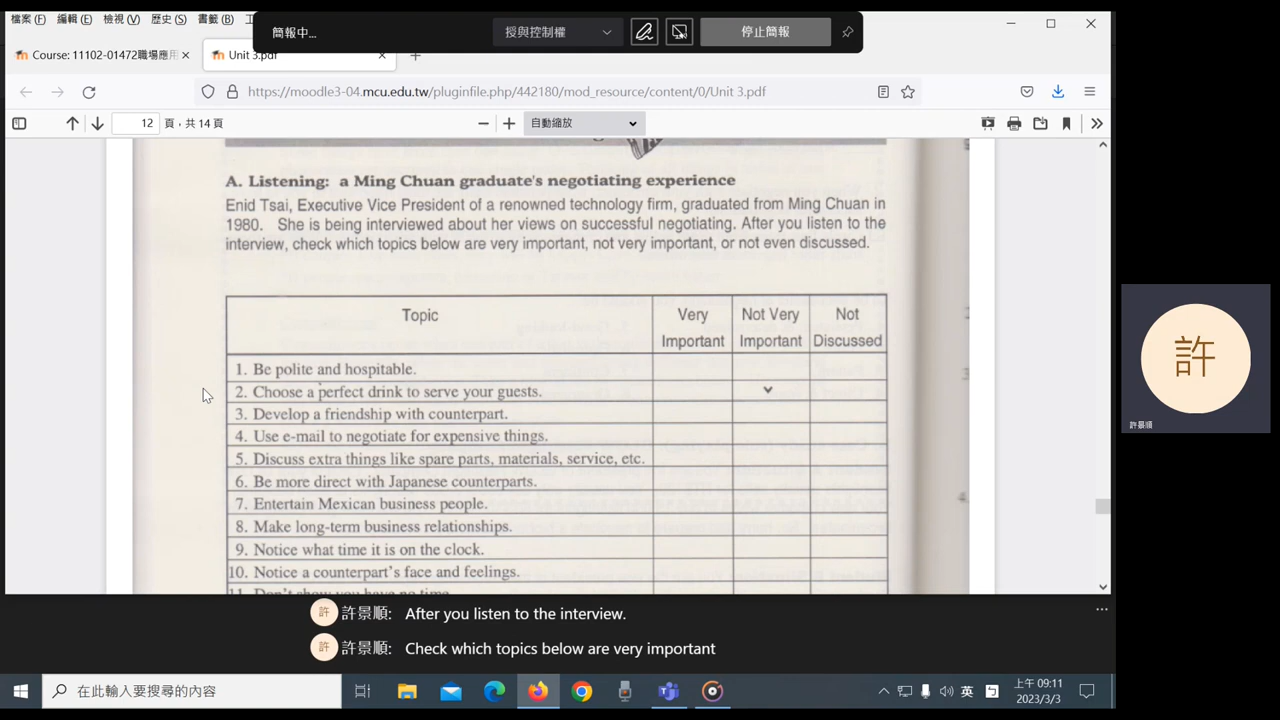 檔案(F) 編輯(E) 檢視(V) 歷史(S) 書籤(B)
簡報中...
授與控制權
停止簡報
Course: 11102-01472職場應用
Unit 3.pdf
https://moodle3-04.mcu.edu.tw/pluginfile.php/442180/mod_resource/content/0/Unit 3.pdf
12 頁，共 14 頁
自動縮放
A. Listening: a Ming Chuan graduate's negotiating experience
Enid Tsai, Executive Vice President of a renowned technology firm, graduated from Ming Chuan in
1980. She is being interviewed about her views on successful negotiating. After you listen to the
interview, check which topics below are very important, not very important, or not even discussed.
Topic
Very Important
Not Very Important
Not Discussed
1. Be polite and hospitable.
2. Choose a perfect drink to serve your guests. v
3. Develop a friendship with counterpart.
4. Use e-mail to negotiate for expensive things.
5. Discuss extra things like spare parts, materials, service, etc.
6. Be more direct with Japanese counterparts.
7. Entertain Mexican business people.
8. Make long-term business relationships.
9. Notice what time it is on the clock.
10. Notice a counterpart's face and feelings.
11. Don't show you have no time
許
許景順
許 許景順: After you listen to the interview.
許 許景順: Check which topics below are very important
在此輸入要搜尋的文字
英
上午 09:11
2023/3/3